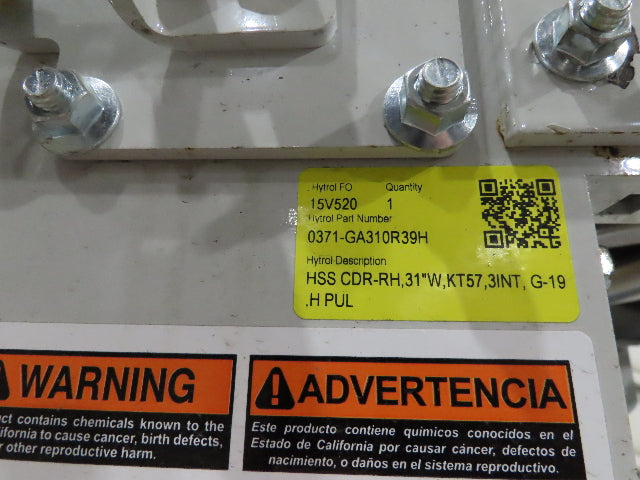 . Hytrol FO Quantity
15V520 1
Hytrol Part Number
0371-GA310R39H
Hytrol Description
HSS CDR-RH,31"W,KT57,3INT, G-19
.H PUL
WARNING
contains chemicals known to the
to cause cancer, birth defects,
other reproductive harm.
ADVERTENCIA
Este producto contiene químicos conocidos en el
Estado de California por causar cáncer, defectos de
nacimiento, o daños en el sistema reproductivo.